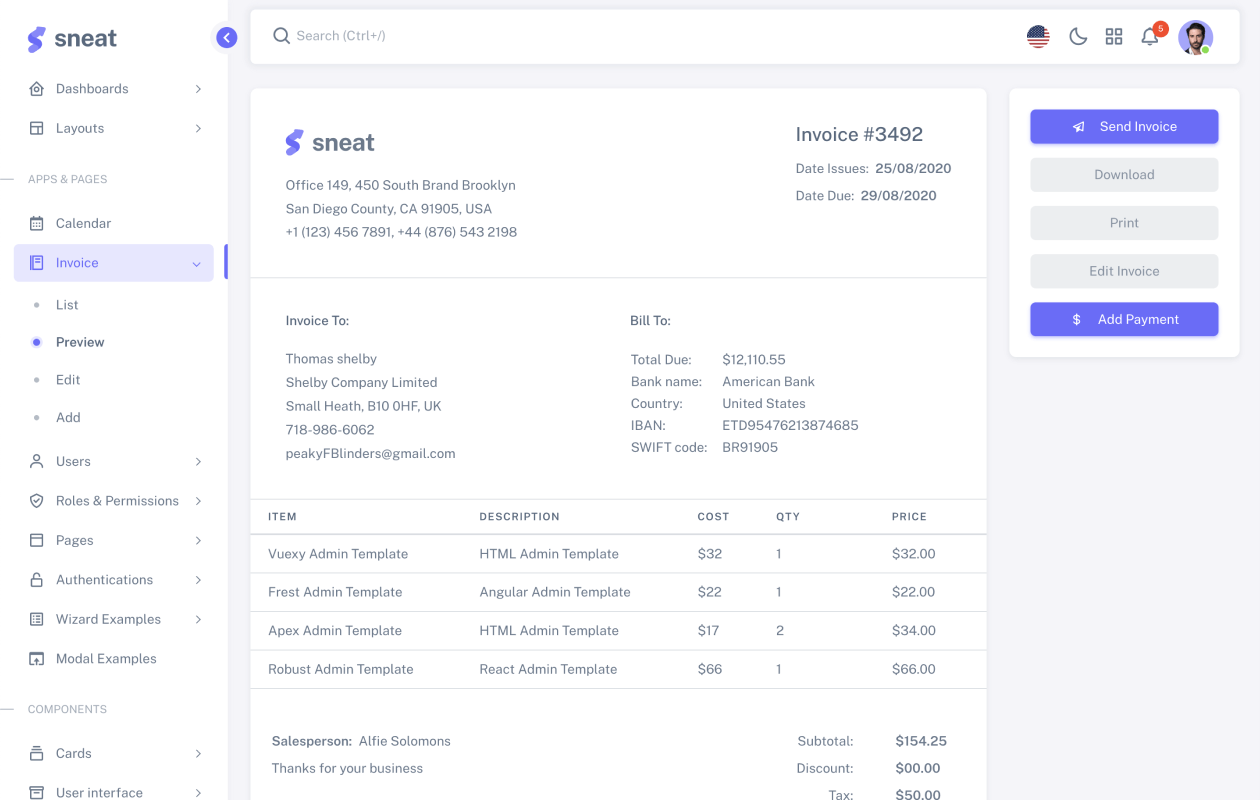 sneat
Dashboards
Layouts
APPS & PAGES
Calendar
Invoice
List
Preview
Edit
Add
Users
Roles & Permissions
Pages
Authentications
Wizard Examples
Modal Examples
COMPONENTS
Cards
User interface
Search (Ctrl+/)
5
sneat
Office 149, 450 South Brand Brooklyn
San Diego County, CA 91905, USA
+1 (123) 456 7891, +44 (876) 543 2198
Invoice #3492
Date Issues: 25/08/2020
Date Due: 29/08/2020
Invoice To:
Thomas shelby
Shelby Company Limited
Small Heath, B10 0HF, UK
718-986-6062
peakyFBlinders@gmail.com
Bill To:
Total Due: $12,110.55
Bank name: American Bank
Country: United States
IBAN: ETD95476213874685
SWIFT code: BR91905
ITEM DESCRIPTION COST QTY PRICE
Vuexy Admin Template HTML Admin Template $32 1 $32.00
Frest Admin Template Angular Admin Template $22 1 $22.00
Apex Admin Template HTML Admin Template $17 2 $34.00
Robust Admin Template React Admin Template $66 1 $66.00
Salesperson: Alfie Solomons
Thanks for your business
Subtotal: $154.25
Discount: $00.00
Tax: $50.00
Send Invoice
Download
Print
Edit Invoice
$ Add Payment